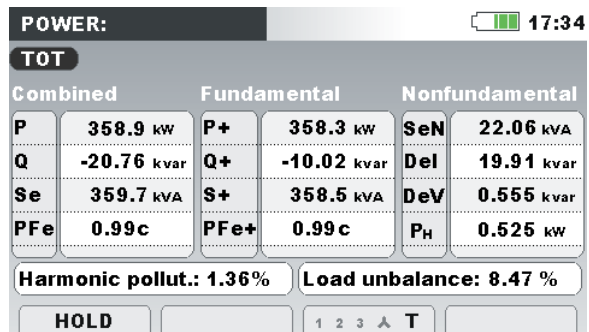 POWER: 17:34
TOT
Combined Fundamental Nonfundamental
P 358.9 kW P+ 358.3 kW SeN 22.06 kVA
Q -20.76 kvar Q+ -10.02 kvar DeI 19.91 kvar
Se 359.7 kVA S+ 358.5 kVA DeV 0.555 kvar
PFe 0.99c PFe+ 0.99c PH 0.525 kW
Harmonic pollut.: 1.36% Load unbalance: 8.47 %
HOLD 1 2 3 人 T